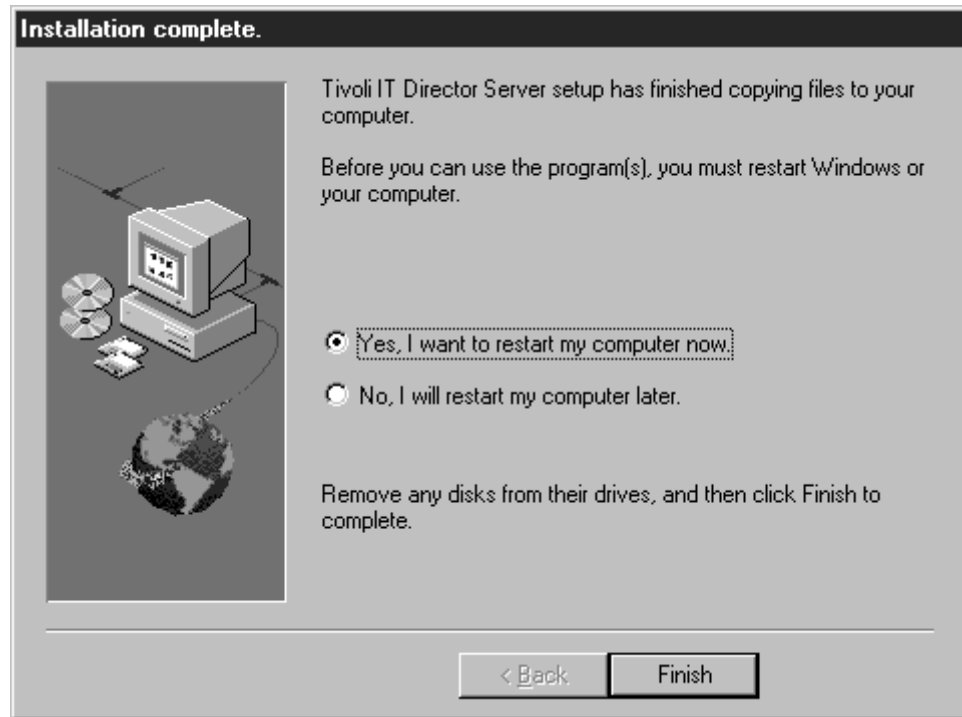 Installation complete.
Tivoli IT Director Server setup has finished copying files to your
computer.
Before you can use the program(s), you must restart Windows or
your computer.
Yes, I want to restart my computer now.
No, I will restart my computer later.
Remove any disks from their drives, and then click Finish to
complete.
< Back
Finish